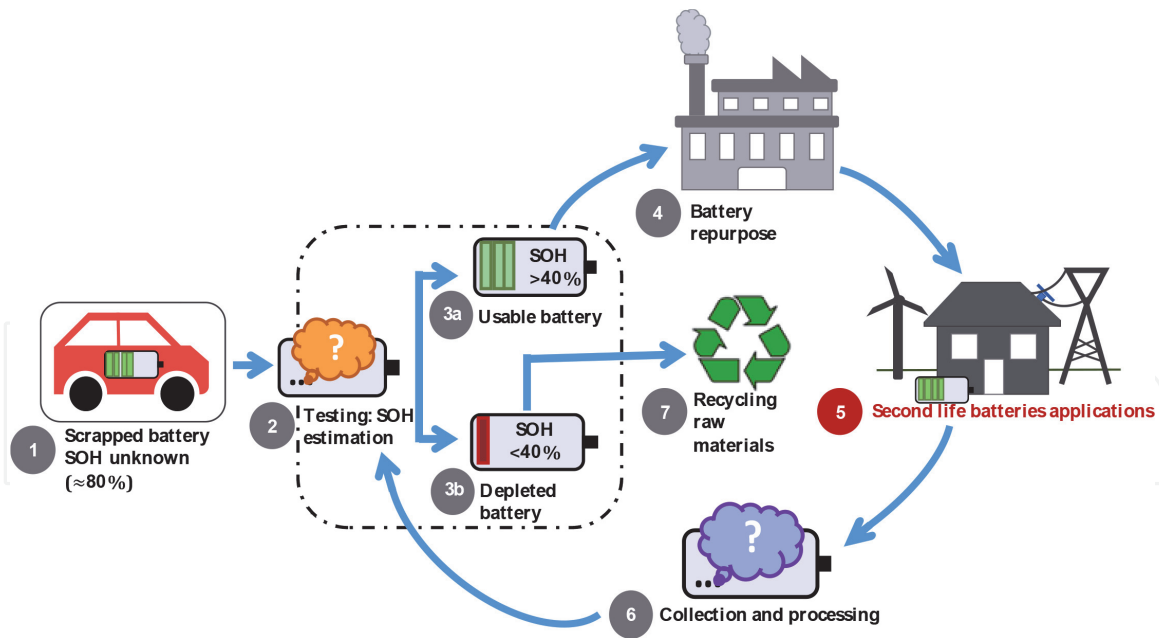 1
Scrapped battery
SOH unknown
(≈80%)
?
2
Testing: SOH
estimation
SOH
>40%
3a
Usable battery
SOH
<40%
3b
Depleted
battery
4
Battery
repurpose
5
Second life batteries applications
?
6
Collection and processing
7
Recycling
raw
materials